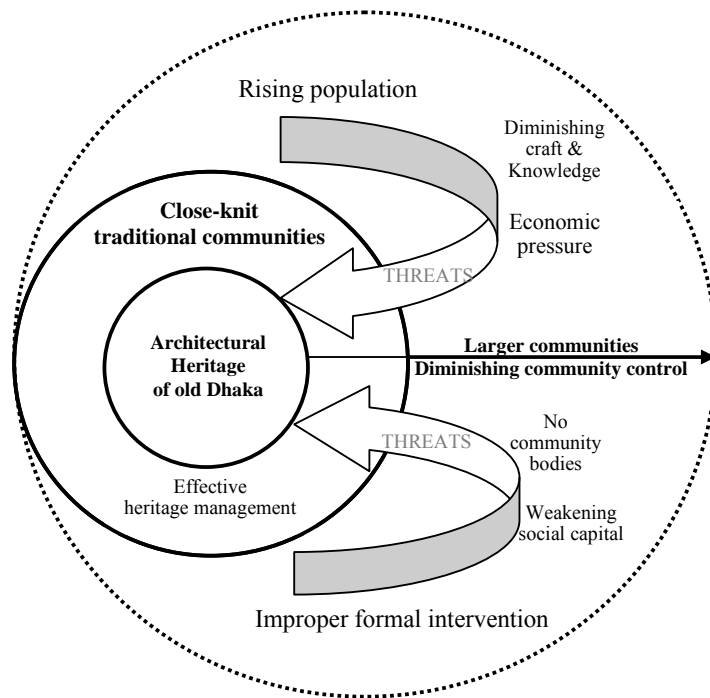 Rising population
Diminishing
craft &
Knowledge
Close-knit
traditional communities
Economic
pressure
THREATS
Architectural
Heritage
of old Dhaka
Larger communities
Diminishing community control
THREATS
No
community
bodies
Effective
heritage management
Weakening
social capital
Improper formal intervention